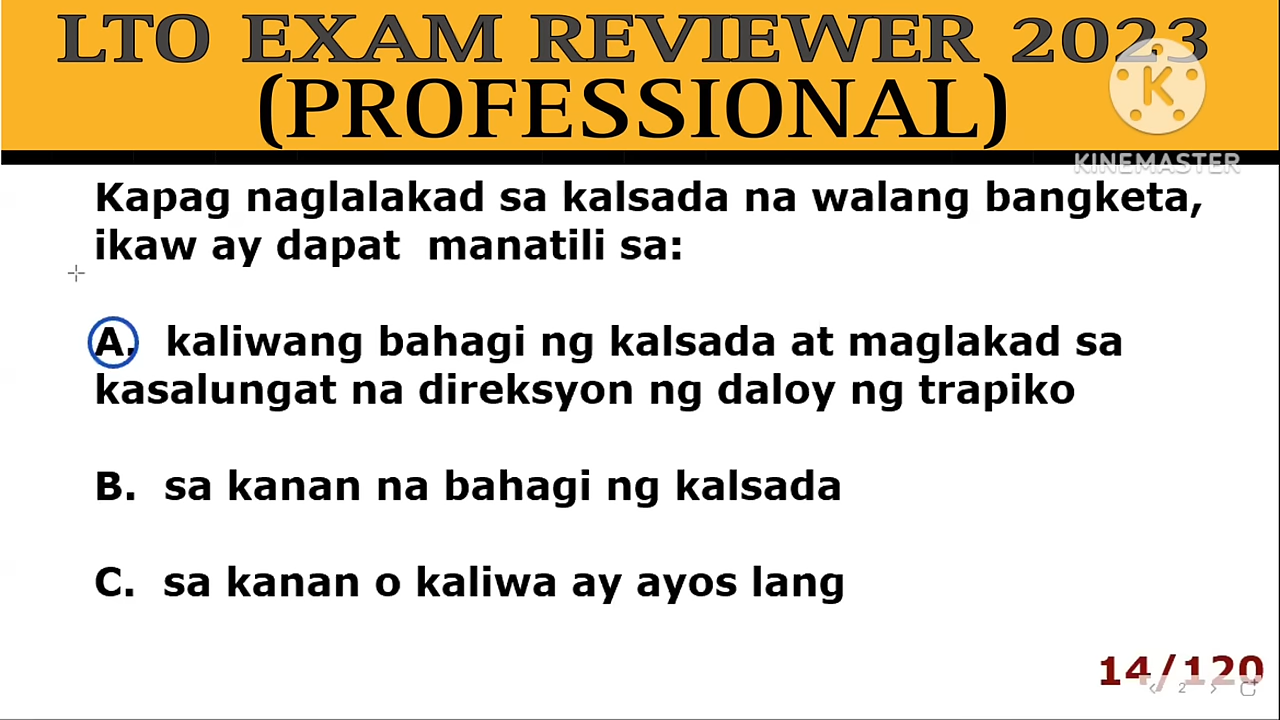 LTO EXAM REVIEWER 2023
(PROFESSIONAL)
K
KINEMASTER
Kapag naglalakad sa kalsada na walang bangketa,
ikaw ay dapat manatili sa:
A. kaliwang bahagi ng kalsada at maglakad sa
kasalungat na direksyon ng daloy ng trapiko
B. sa kanan na bahagi ng kalsada
C. sa kanan o kaliwa ay ayos lang
14/120
2